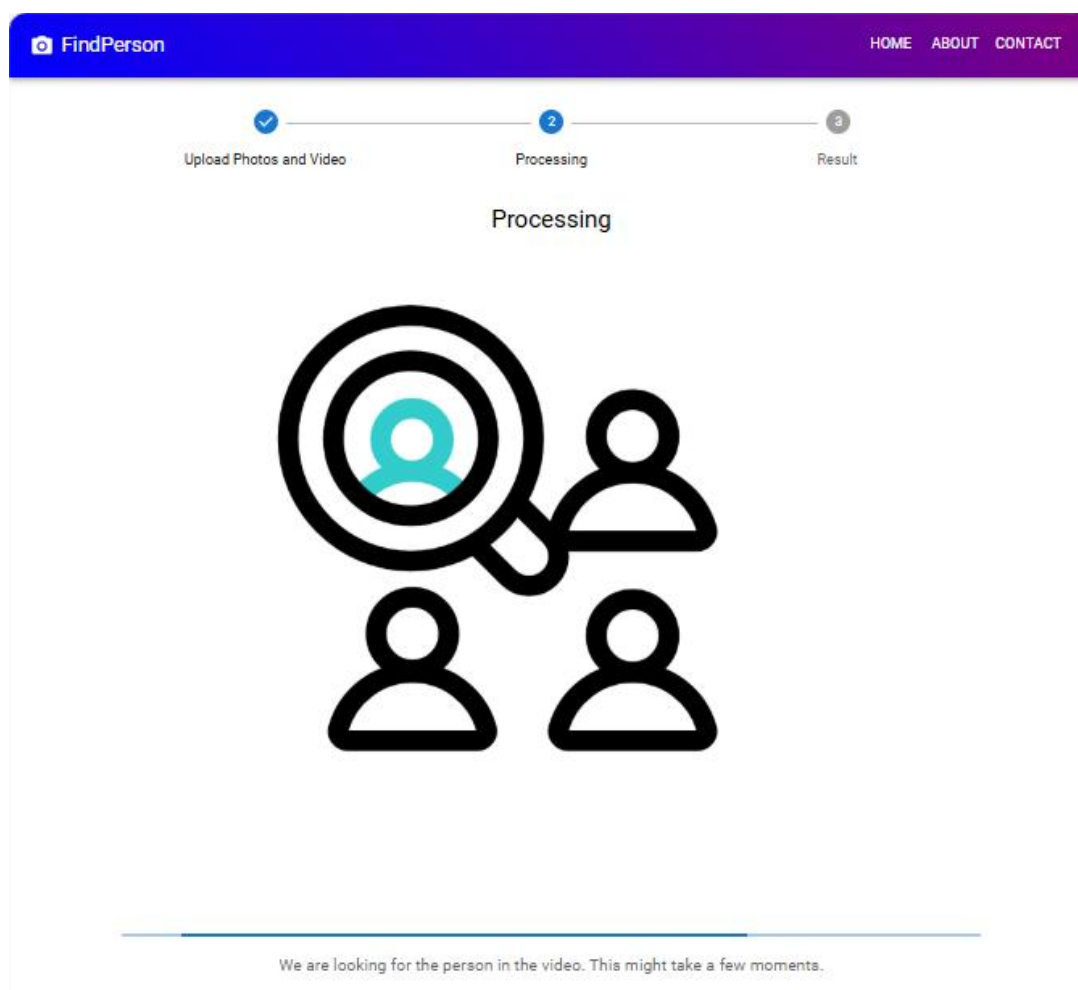 FindPerson
HOME ABOUT CONTACT
2
3
Upload Photos and Video
Processing
Result
Processing
We are looking for the person in the video. This might take a few moments.